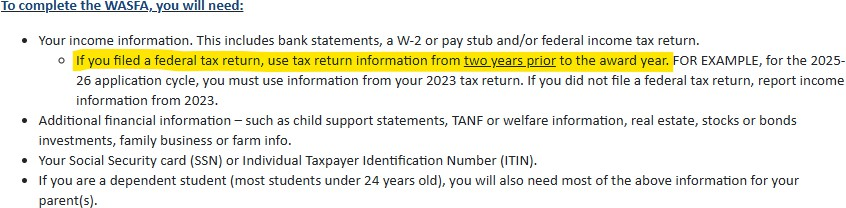 To complete the WASFA, you will need:
• Your income information. This includes bank statements, a W-2 or pay stub and/or federal income tax return.
○ If you filed a federal tax return, use tax return information from two years prior to the award year. FOR EXAMPLE, for the 2025-
26 application cycle, you must use information from your 2023 tax return. If you did not file a federal tax return, report income
information from 2023.
• Additional financial information – such as child support statements, TANF or welfare information, real estate, stocks or bonds
investments, family business or farm info.
• Your Social Security card (SSN) or Individual Taxpayer Identification Number (ITIN).
• If you are a dependent student (most students under 24 years old), you will also need most of the above information for your
parent(s).